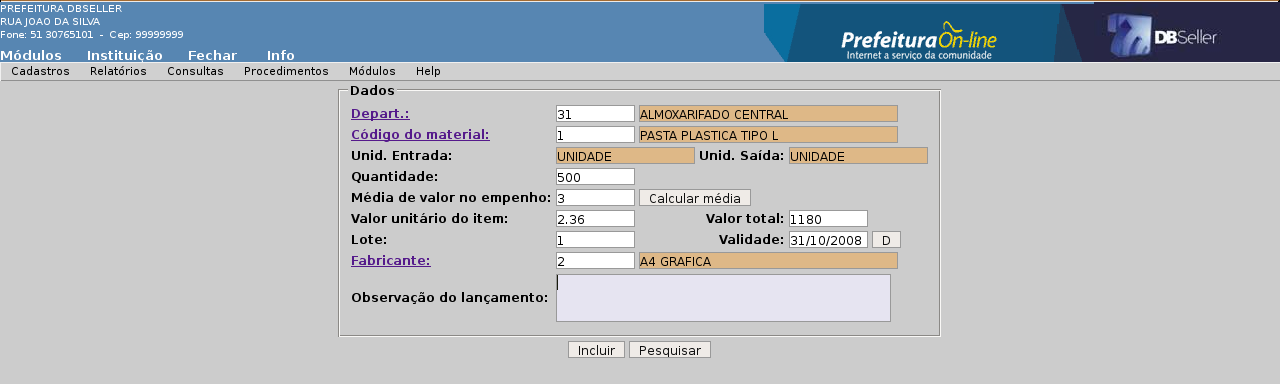 PREFEITURA DBSELLER
RUA JOAO DA SILVA
Fone: 51 30765101 - Cep: 99999999
Prefeitura On-line
Internet a serviço da comunidade
DBSeller
Módulos Instituição Fechar Info
Cadastros Relatórios Consultas Procedimentos Módulos Help
Dados
Depart.: 31 ALMOXARIFADO CENTRAL
Código do material: 1 PASTA PLASTICA TIPO L
Unid. Entrada: UNIDADE Unid. Saída: UNIDADE
Quantidade: 500
Média de valor no empenho: 3 Calcular média
Valor unitário do item: 2.36 Valor total: 1180
Lote: 1 Validade: 31/10/2008 D
Fabricante: 2 A4 GRAFICA
Observação do lançamento:
Incluir Pesquisar